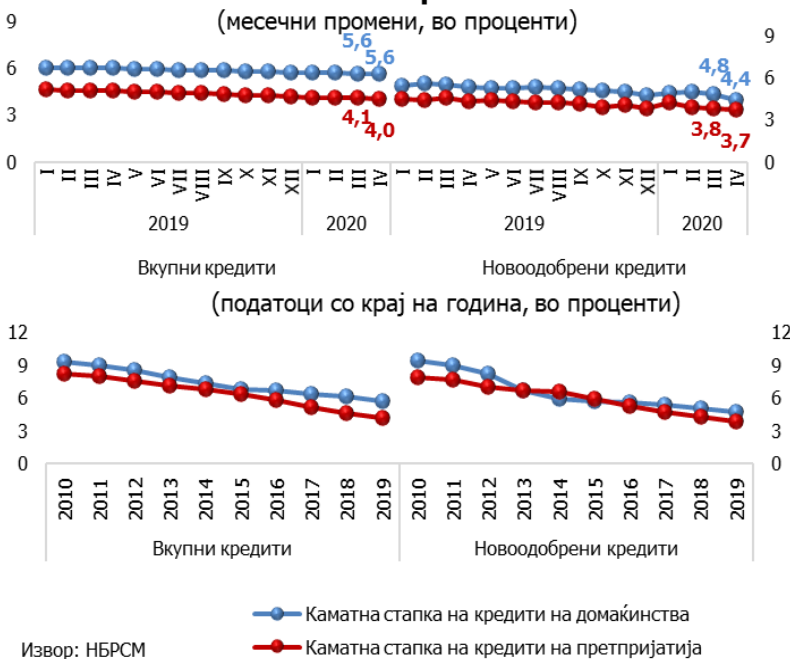 (месечни промени, во проценти)
9
6
3
0
5,6
5,6
4,1
4,0
4,8
4,4
3,8
3,7
9
6
3
0
I II III IV V VI VII VIII IX X XI XII I II III IV I II III IV V VI VII VIII IX X XI XII I II III IV
2019 2020 2019 2020
Вкупни кредити Новоодобрени кредити
(податоци со крај на година, во проценти)
12
9
6
3
0
12
9
6
3
0
2010 2011 2012 2013 2014 2015 2016 2017 2018 2019 2010 2011 2012 2013 2014 2015 2016 2017 2018 2019
Вкупни кредити Новоодобрени кредити
Каматна стапка на кредити на домаќинства
Каматна стапка на кредити на претпријатија
Извор: НБРСМ